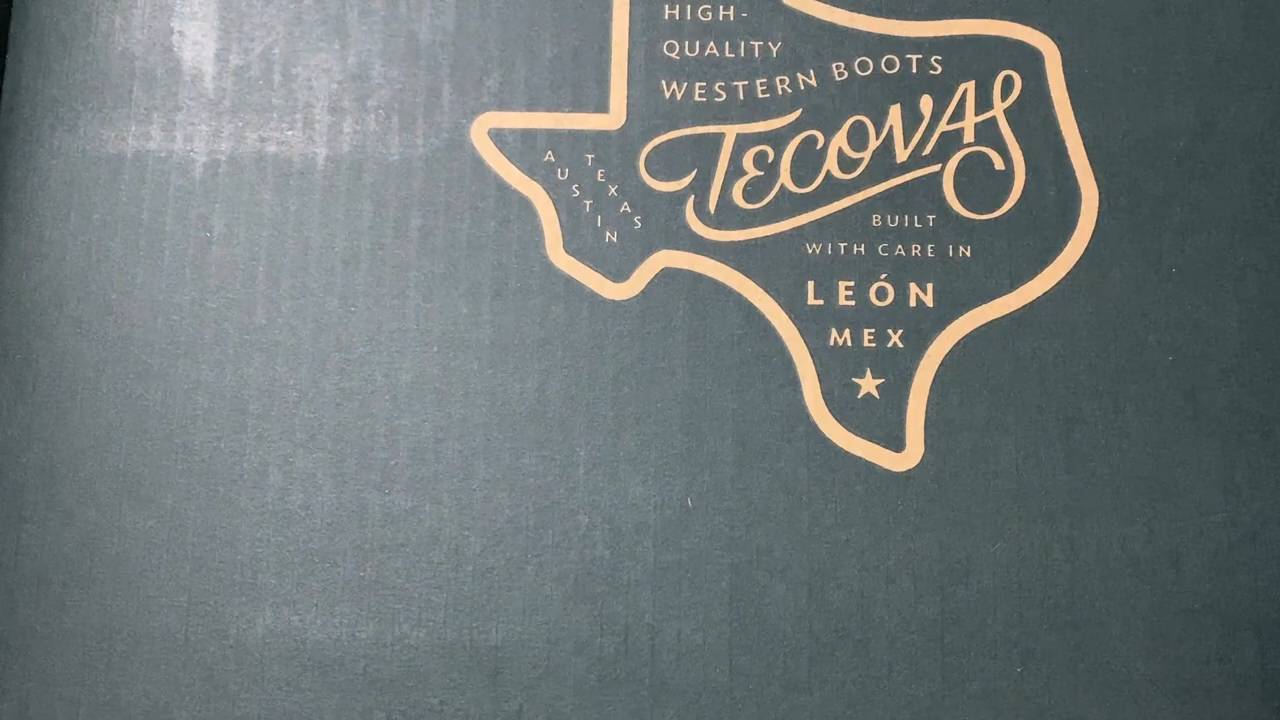 HIGH-
QUALITY
WESTERN BOOTS
TECOVAS
AUSTIN
TEXAS
BUILT
WITH CARE IN
LEÓN
MEX